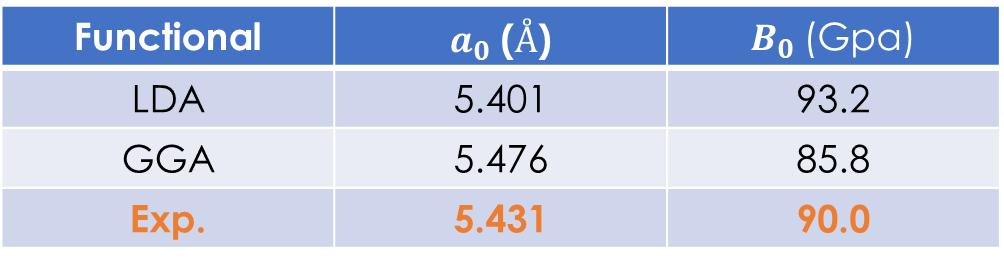 Functional a₀ (Å) B₀ (Gpa)
LDA 5.401 93.2
GGA 5.476 85.8
Exp. 5.431 90.0